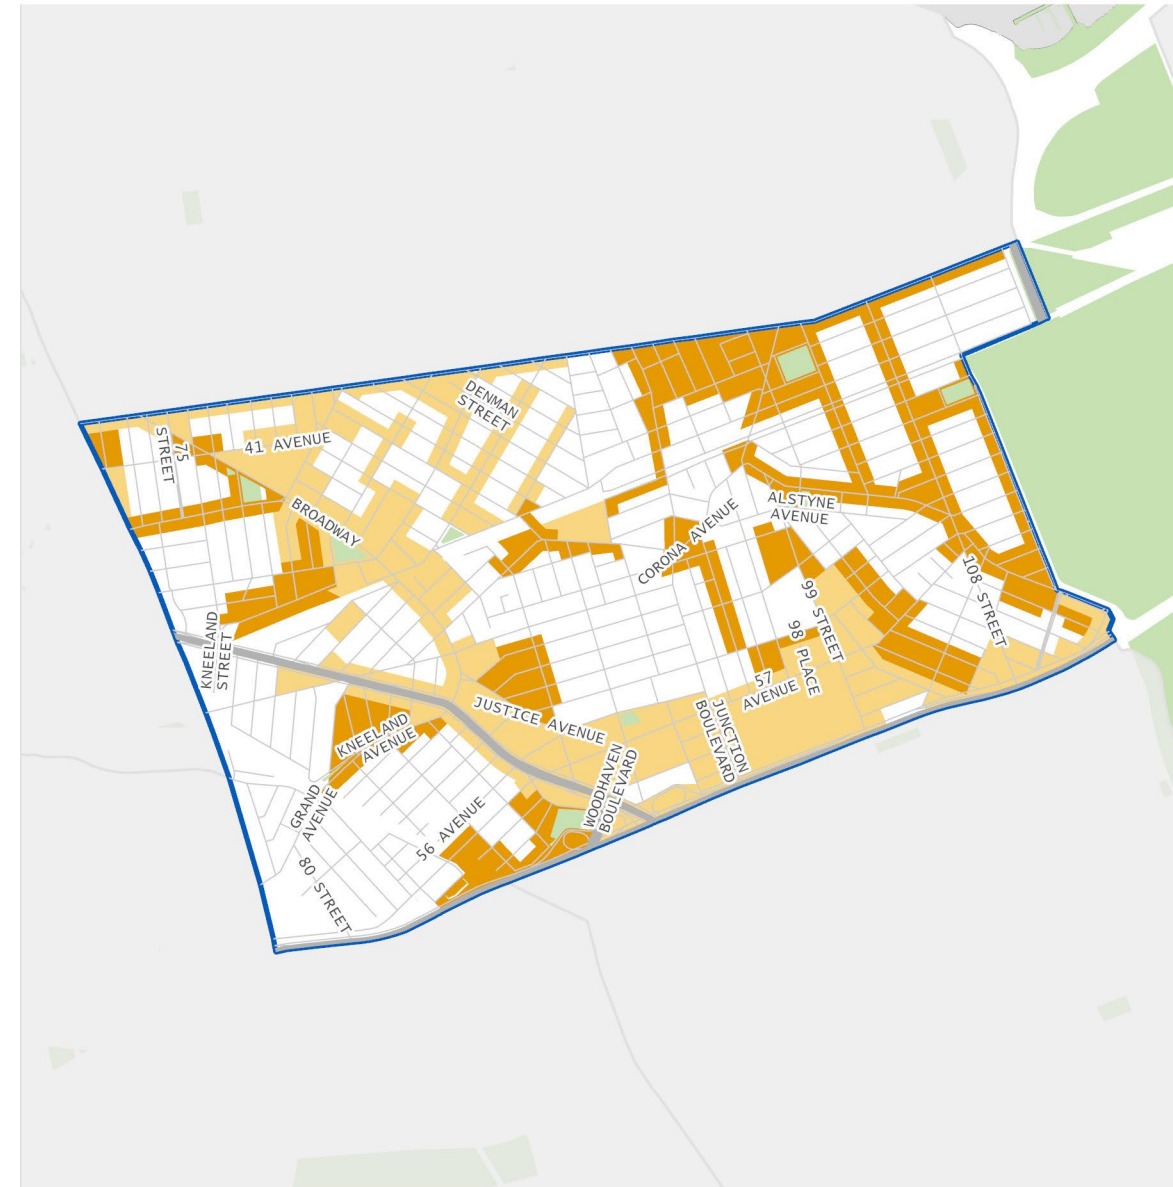 DENMAN
STREET
75
STREET
41 AVENUE
BROADWAY
ALSTYNE
AVENUE
CORONA AVENUE
108 STREET
99 STREET
98 PLACE
KNEELAND
STREET
57
AVENUE
JUSTICE AVENUE
JUNCTION
BOULEVARD
KNEELAND
AVENUE
WOODHAVEN
BOULEVARD
GRAND
AVENUE
56 AVENUE
80 STREET